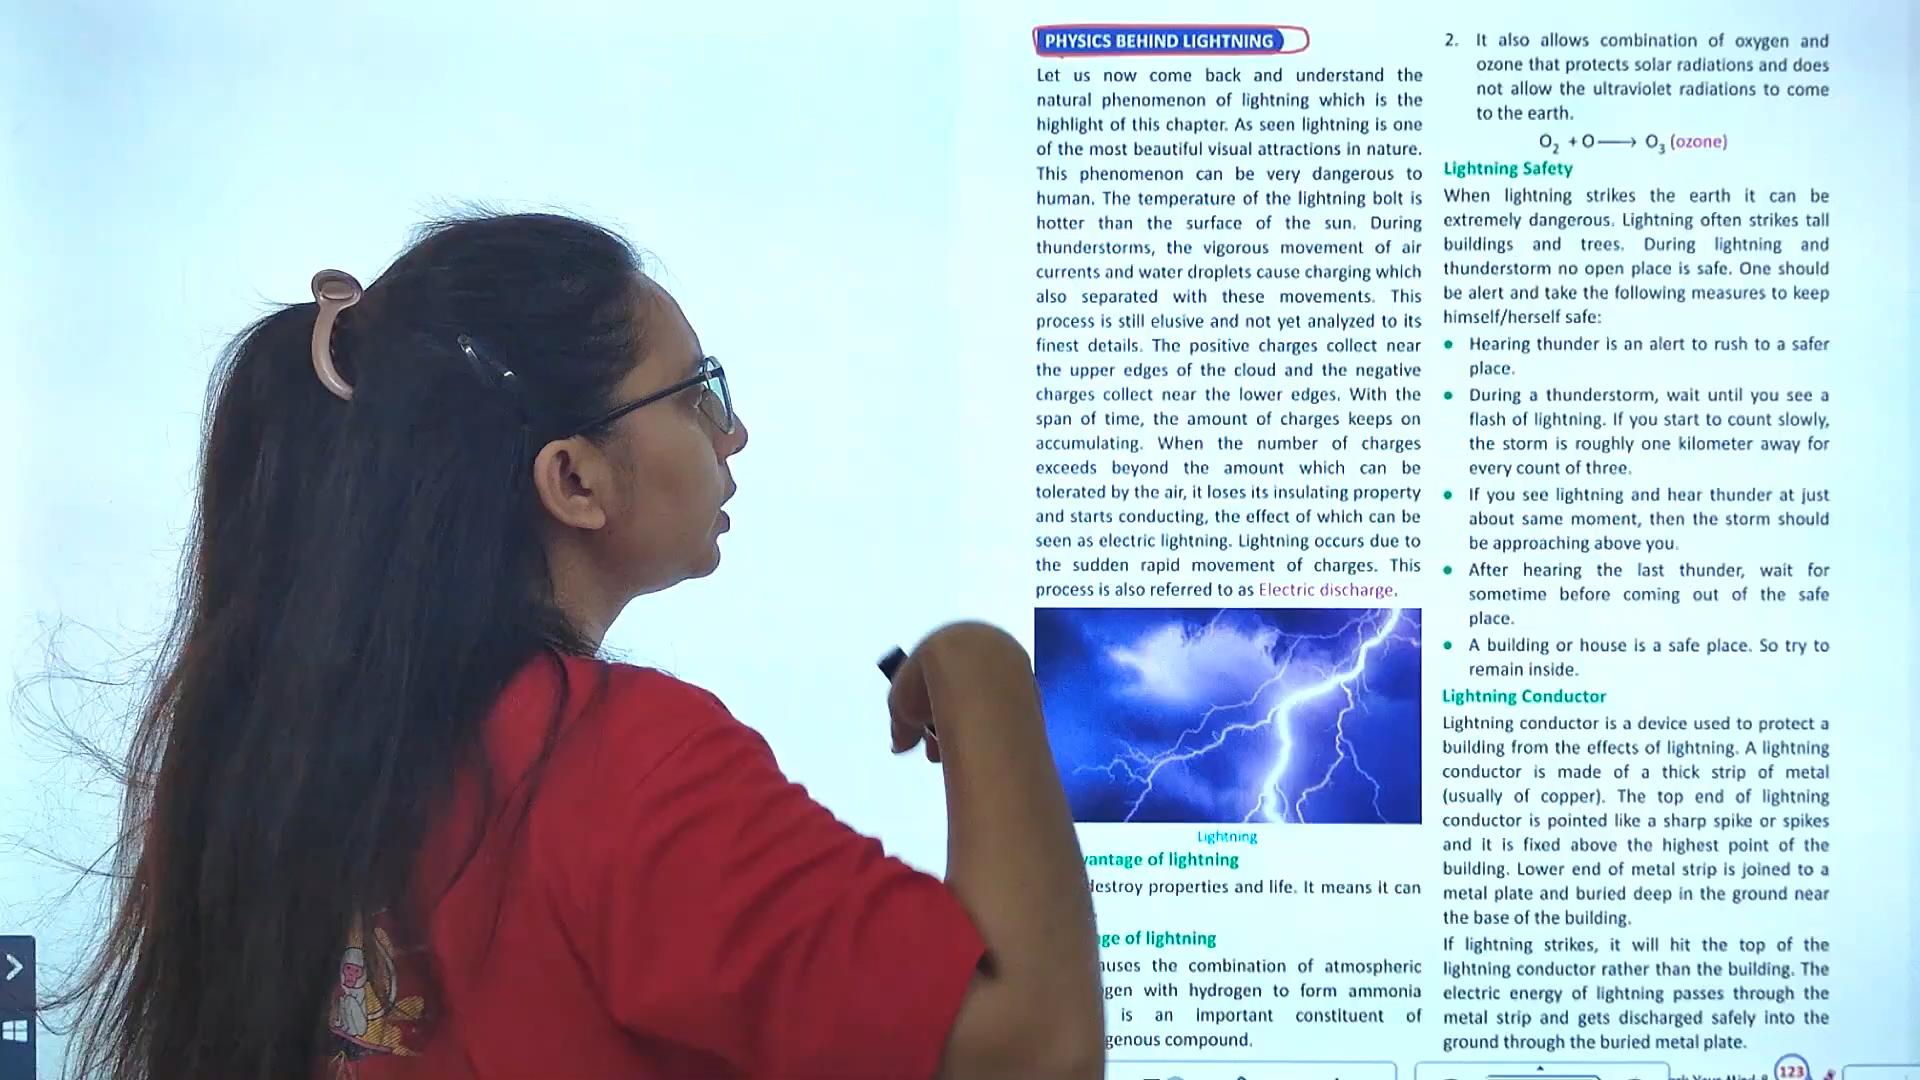 PHYSICS BEHIND LIGHTNING
Let us now come back and understand the
natural phenomenon of lightning which is the
highlight of this chapter. As seen lightning is one
of the most beautiful visual attractions in nature.
This phenomenon can be very dangerous to
human. The temperature of the lightning bolt is
hotter than the surface of the sun. During
thunderstorms, the vigorous movement of air
currents and water droplets cause charging which
also separated with these movements. This
process is still elusive and not yet analyzed to its
finest details. The positive charges collect near
the upper edges of the cloud and the negative
charges collect near the lower edges. With the
span of time, the amount of charges keeps on
accumulating. When the number of charges
exceeds beyond the amount which can be
tolerated by the air, it loses its insulating property
and starts conducting, the effect of which can be
seen as electric lightning. Lightning occurs due to
the sudden rapid movement of charges. This
process is also referred to as Electric discharge.
Lightning
of lightning
destroy properties and life. It means it can
of lightning
the combination of atmospheric
with hydrogen to form ammonia
is an important constituent of
compound.
2. It also allows combination of oxygen and
ozone that protects solar radiations and does
not allow the ultraviolet radiations to come
to the earth.
O₂ + O ⟶ O₃ (ozone)
Lightning Safety
When lightning strikes the earth it can be
extremely dangerous. Lightning often strikes tall
buildings and trees. During lightning and
thunderstorm no open place is safe. One should
be alert and take the following measures to keep
himself/herself safe:
• Hearing thunder is an alert to rush to a safer
place.
• During a thunderstorm, wait until you see a
flash of lightning. If you start to count slowly,
the storm is roughly one kilometer away for
every count of three.
• If you see lightning and hear thunder at just
about same moment, then the storm should
be approaching above you.
• After hearing the last thunder, wait for
sometime before coming out of the safe
place.
• A building or house is a safe place. So try to
remain inside.
Lightning Conductor
Lightning conductor is a device used to protect a
building from the effects of lightning. A lightning
conductor is made of a thick strip of metal
(usually of copper). The top end of lightning
conductor is pointed like a sharp spike or spikes
and it is fixed above the highest point of the
building. Lower end of metal strip is joined to a
metal plate and buried deep in the ground near
the base of the building.
If lightning strikes, it will hit the top of the
lightning conductor rather than the building. The
electric energy of lightning passes through the
metal strip and gets discharged safely into the
ground through the buried metal plate.
123